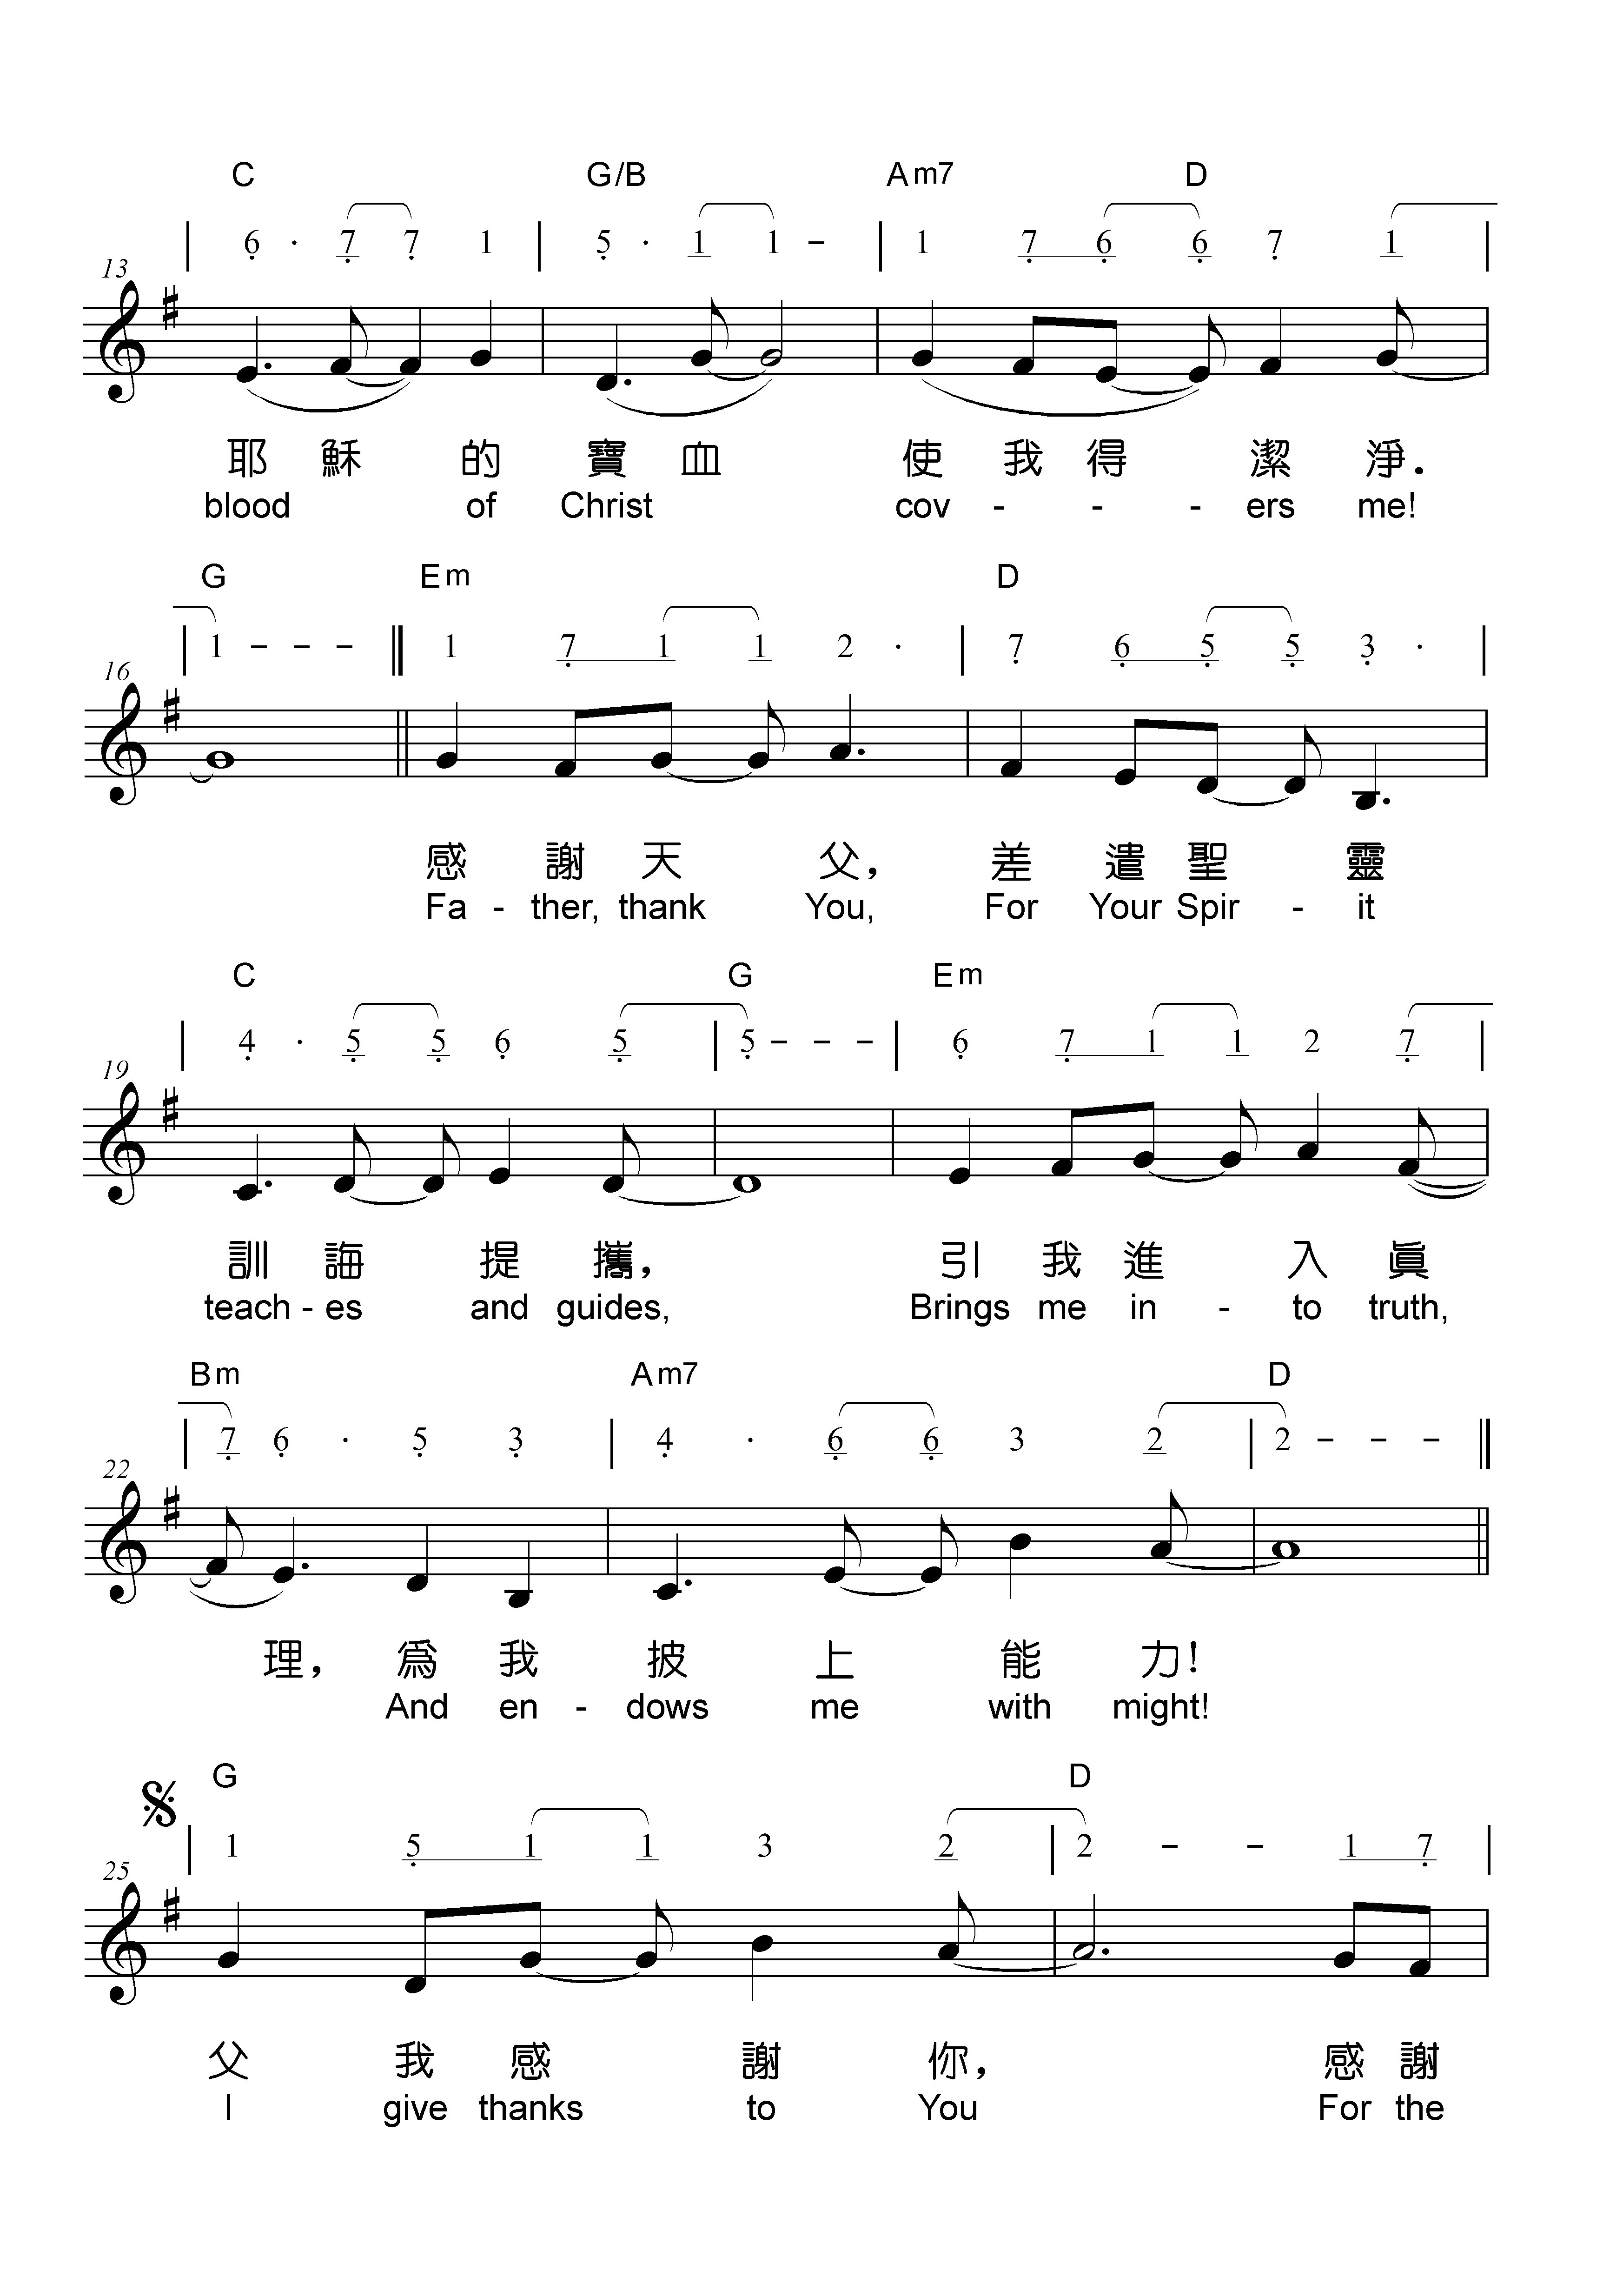 C G/B Am7 D
6 · 7 7 1 5 · 1 1 – 1 7 6 6 7 1
13
耶 穌 的 寶 血 使 我 得 潔 淨.
blood of Christ cov - - - ers me!
G Em D
1 – – – 1 7 1 1 2 · 7 6 5 5 3 ·
16
感 謝 天 父, 差 遣 聖 靈
Fa - ther, thank You, For Your Spir - it
C G Em
4 · 5 5 6 5 5 – – – 6 7 1 1 2 7
19
訓 誨 提 攜, 引 我 進 入 眞
teach - es and guides, Brings me in - to truth,
Bm Am7 D
7 6 · 5 3 4 · 6 6 3 2 2 – – –
22
理, 爲 我 披 上 能 力!
And en - dows me with might!
G D
1 5 1 1 3 2 2 – – 1 7
25
父 我 感 謝 你, 感 謝
I give thanks to You For the